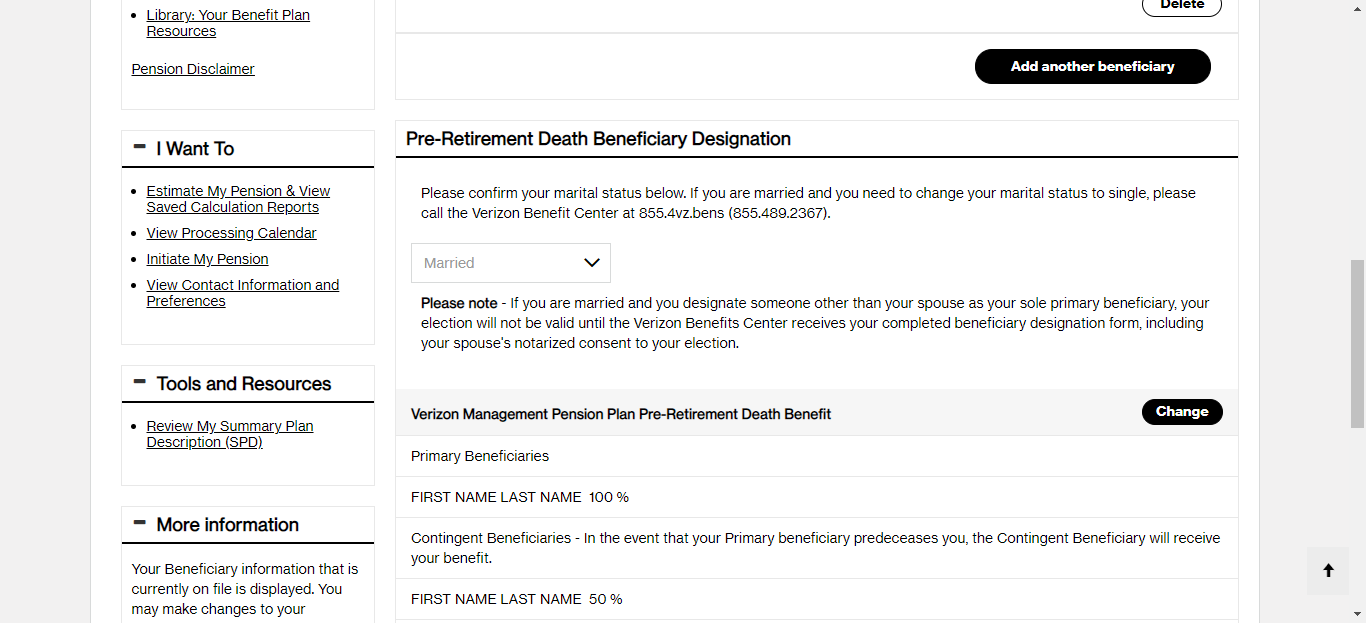 Library: Your Benefit Plan
Resources
Pension Disclaimer
I Want To
Estimate My Pension & View
Saved Calculation Reports
View Processing Calendar
Initiate My Pension
View Contact Information and
Preferences
Tools and Resources
Review My Summary Plan
Description (SPD)
More information
Your Beneficiary information that is
currently on file is displayed. You
may make changes to your
Delete
Add another beneficiary
Pre-Retirement Death Beneficiary Designation
Please confirm your marital status below. If you are married and you need to change your marital status to single, please
call the Verizon Benefit Center at 855.4vz.bens (855.489.2367).
Married
Please note - If you are married and you designate someone other than your spouse as your sole primary beneficiary, your
election will not be valid until the Verizon Benefits Center receives your completed beneficiary designation form, including
your spouse's notarized consent to your election.
Verizon Management Pension Plan Pre-Retirement Death Benefit
Change
Primary Beneficiaries
FIRST NAME LAST NAME 100 %
Contingent Beneficiaries - In the event that your Primary beneficiary predeceases you, the Contingent Beneficiary will receive
your benefit.
FIRST NAME LAST NAME 50 %